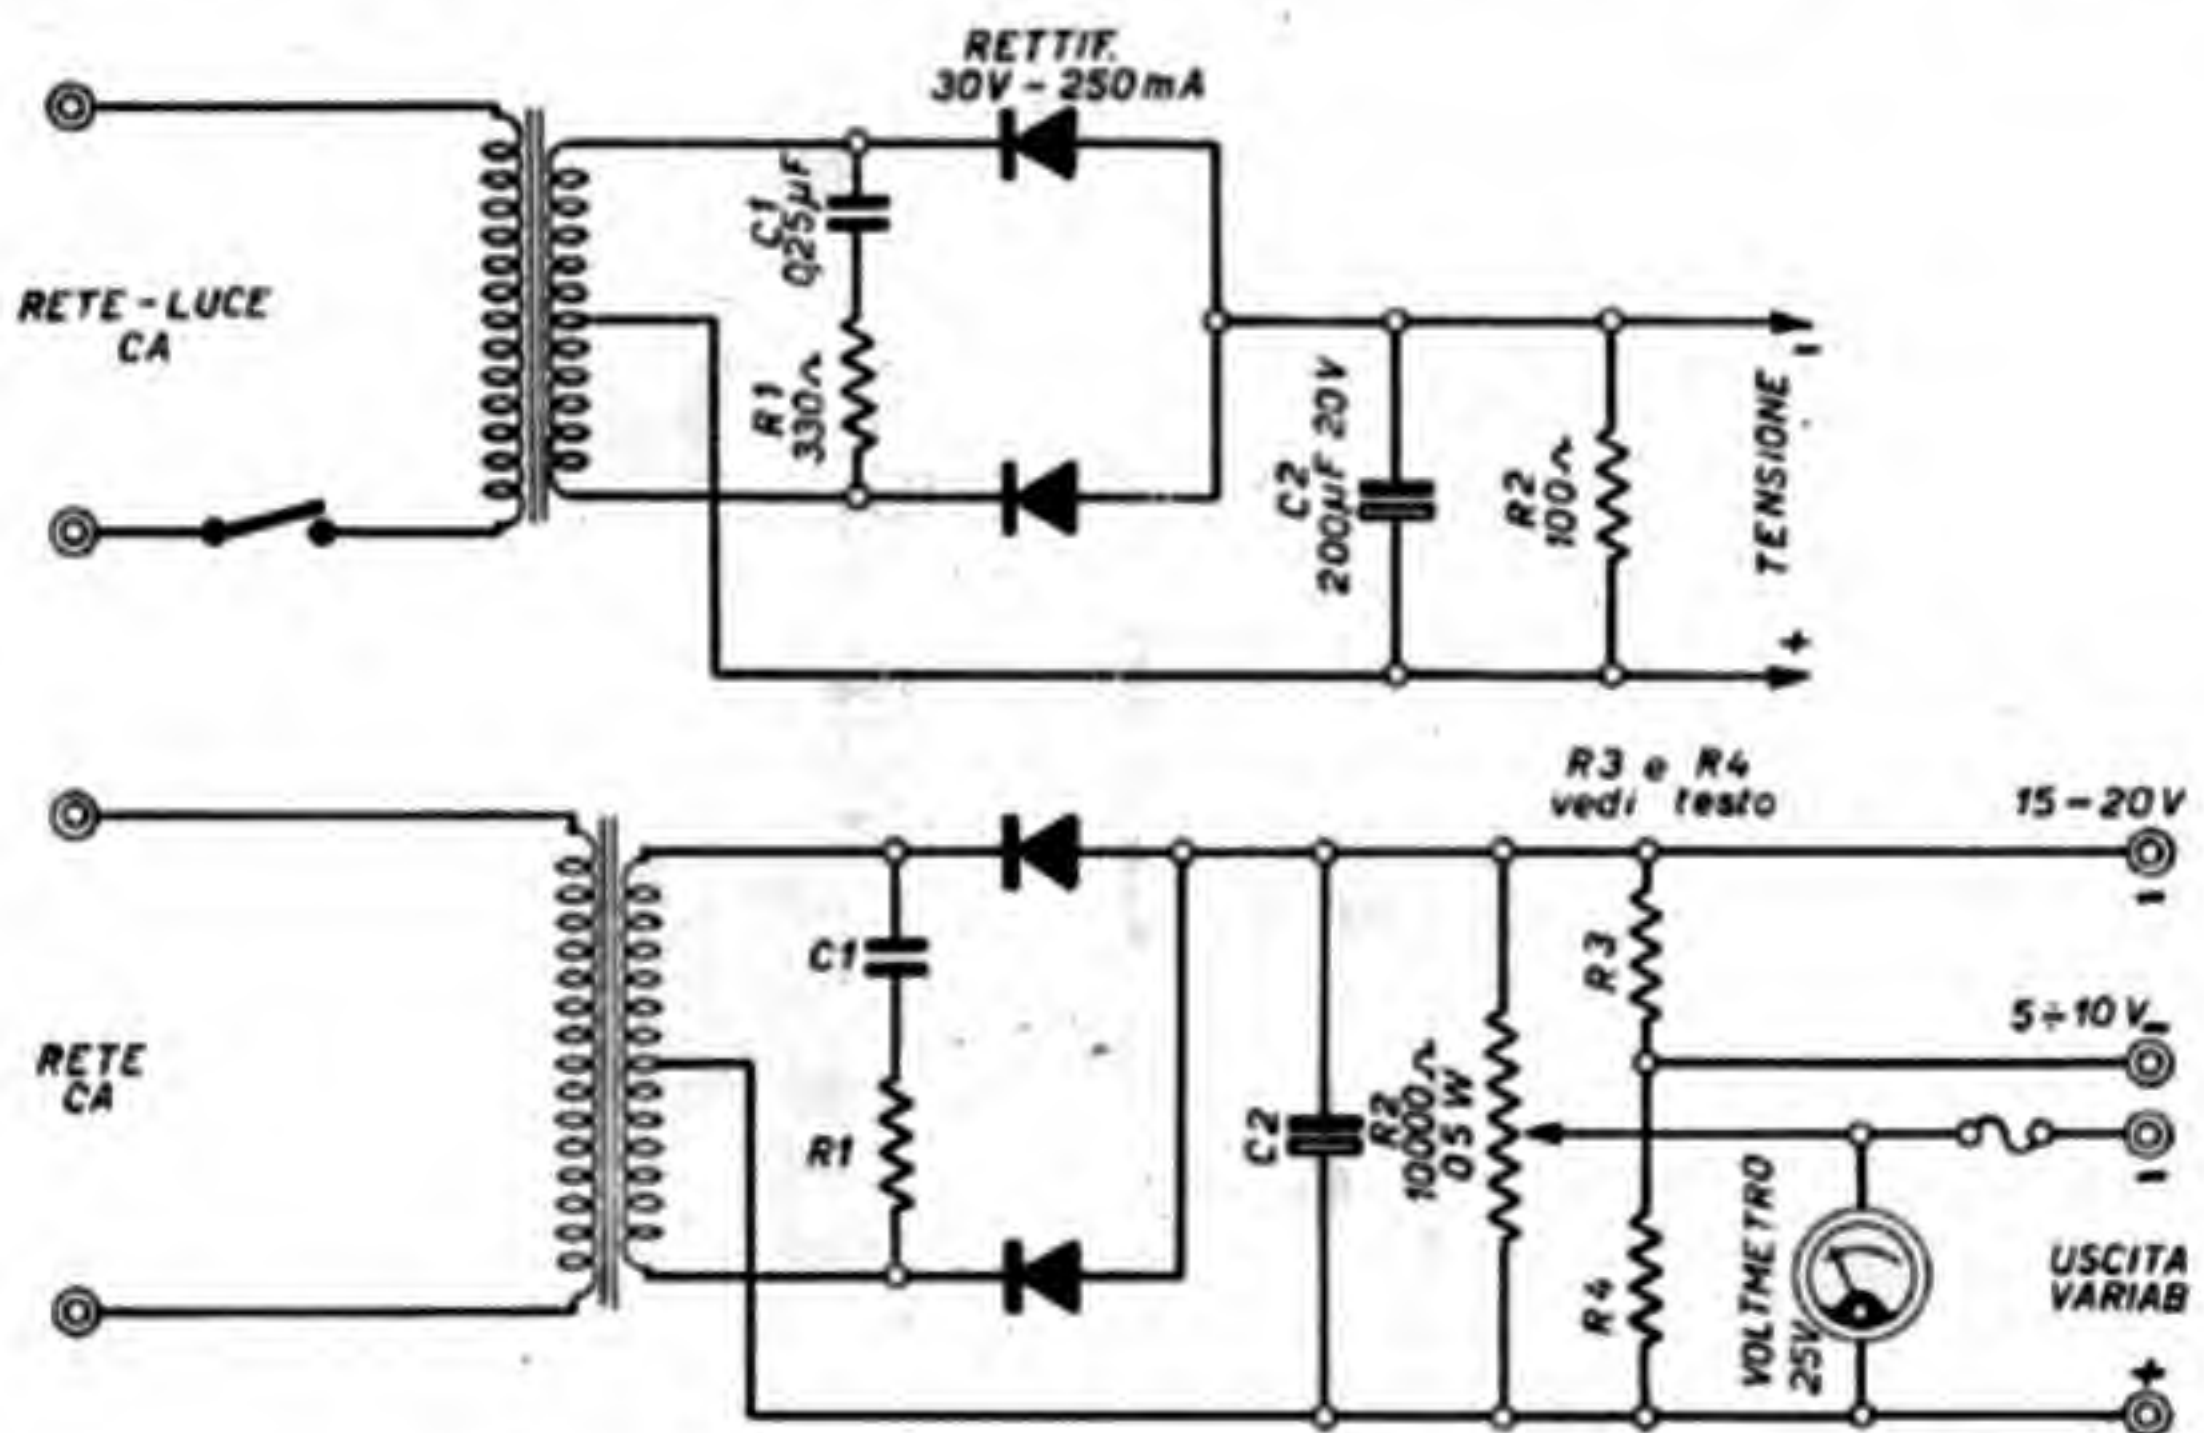 RETTIF.
30V - 250mA
C1
0,25µF
RETE - LUCE
CA
R1
330Ω
C2
200µF 20V
R2
100Ω
-
TENSIONE
+
R3 e R4
vedi testo
15-20V
-
C1
R3
5÷10V
-
RETE
CA
R1
C2
R2
1000Ω
0,5 W
-
R4
VOLTMETRO
25V
USCITA
VARIAB
+